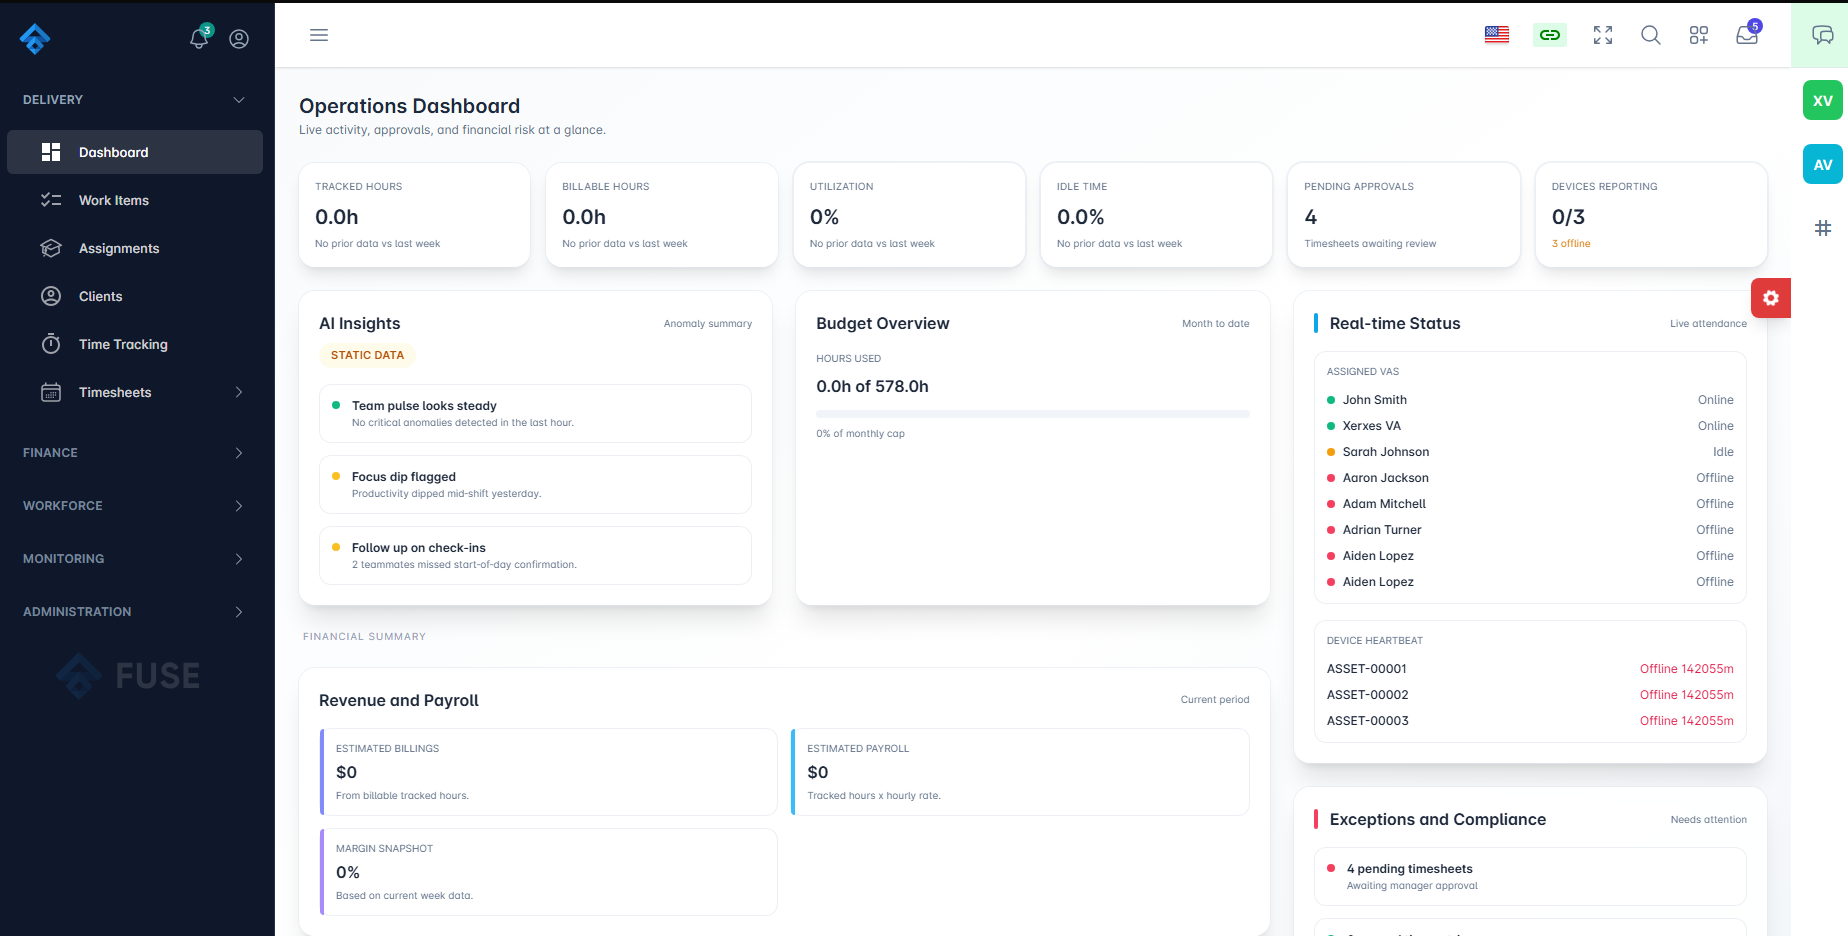 3
DELIVERY
Dashboard
Work Items
Assignments
Clients
Time Tracking
Timesheets
FINANCE
WORKFORCE
MONITORING
ADMINISTRATION
FUSE
5
XV
AV
Operations Dashboard
Live activity, approvals, and financial risk at a glance.
TRACKED HOURS
0.0h
No prior data vs last week
BILLABLE HOURS
0.0h
No prior data vs last week
UTILIZATION
0%
No prior data vs last week
IDLE TIME
0.0%
No prior data vs last week
PENDING APPROVALS
4
Timesheets awaiting review
DEVICES REPORTING
0/3
3 offline
AI Insights
Anomaly summary
STATIC DATA
Team pulse looks steady
No critical anomalies detected in the last hour.
Focus dip flagged
Productivity dipped mid-shift yesterday.
Follow up on check-ins
2 teammates missed start-of-day confirmation.
Budget Overview
Month to date
HOURS USED
0.0h of 578.0h
0% of monthly cap
Real-time Status
Live attendance
ASSIGNED VAS
John Smith Online
Xerxes VA Online
Sarah Johnson Idle
Aaron Jackson Offline
Adam Mitchell Offline
Adrian Turner Offline
Aiden Lopez Offline
Aiden Lopez Offline
DEVICE HEARTBEAT
ASSET-00001 Offline 142055m
ASSET-00002 Offline 142055m
ASSET-00003 Offline 142055m
FINANCIAL SUMMARY
Revenue and Payroll
Current period
ESTIMATED BILLINGS
$0
From billable tracked hours.
ESTIMATED PAYROLL
$0
Tracked hours x hourly rate.
MARGIN SNAPSHOT
0%
Based on current week data.
Exceptions and Compliance
Needs attention
4 pending timesheets
Awaiting manager approval